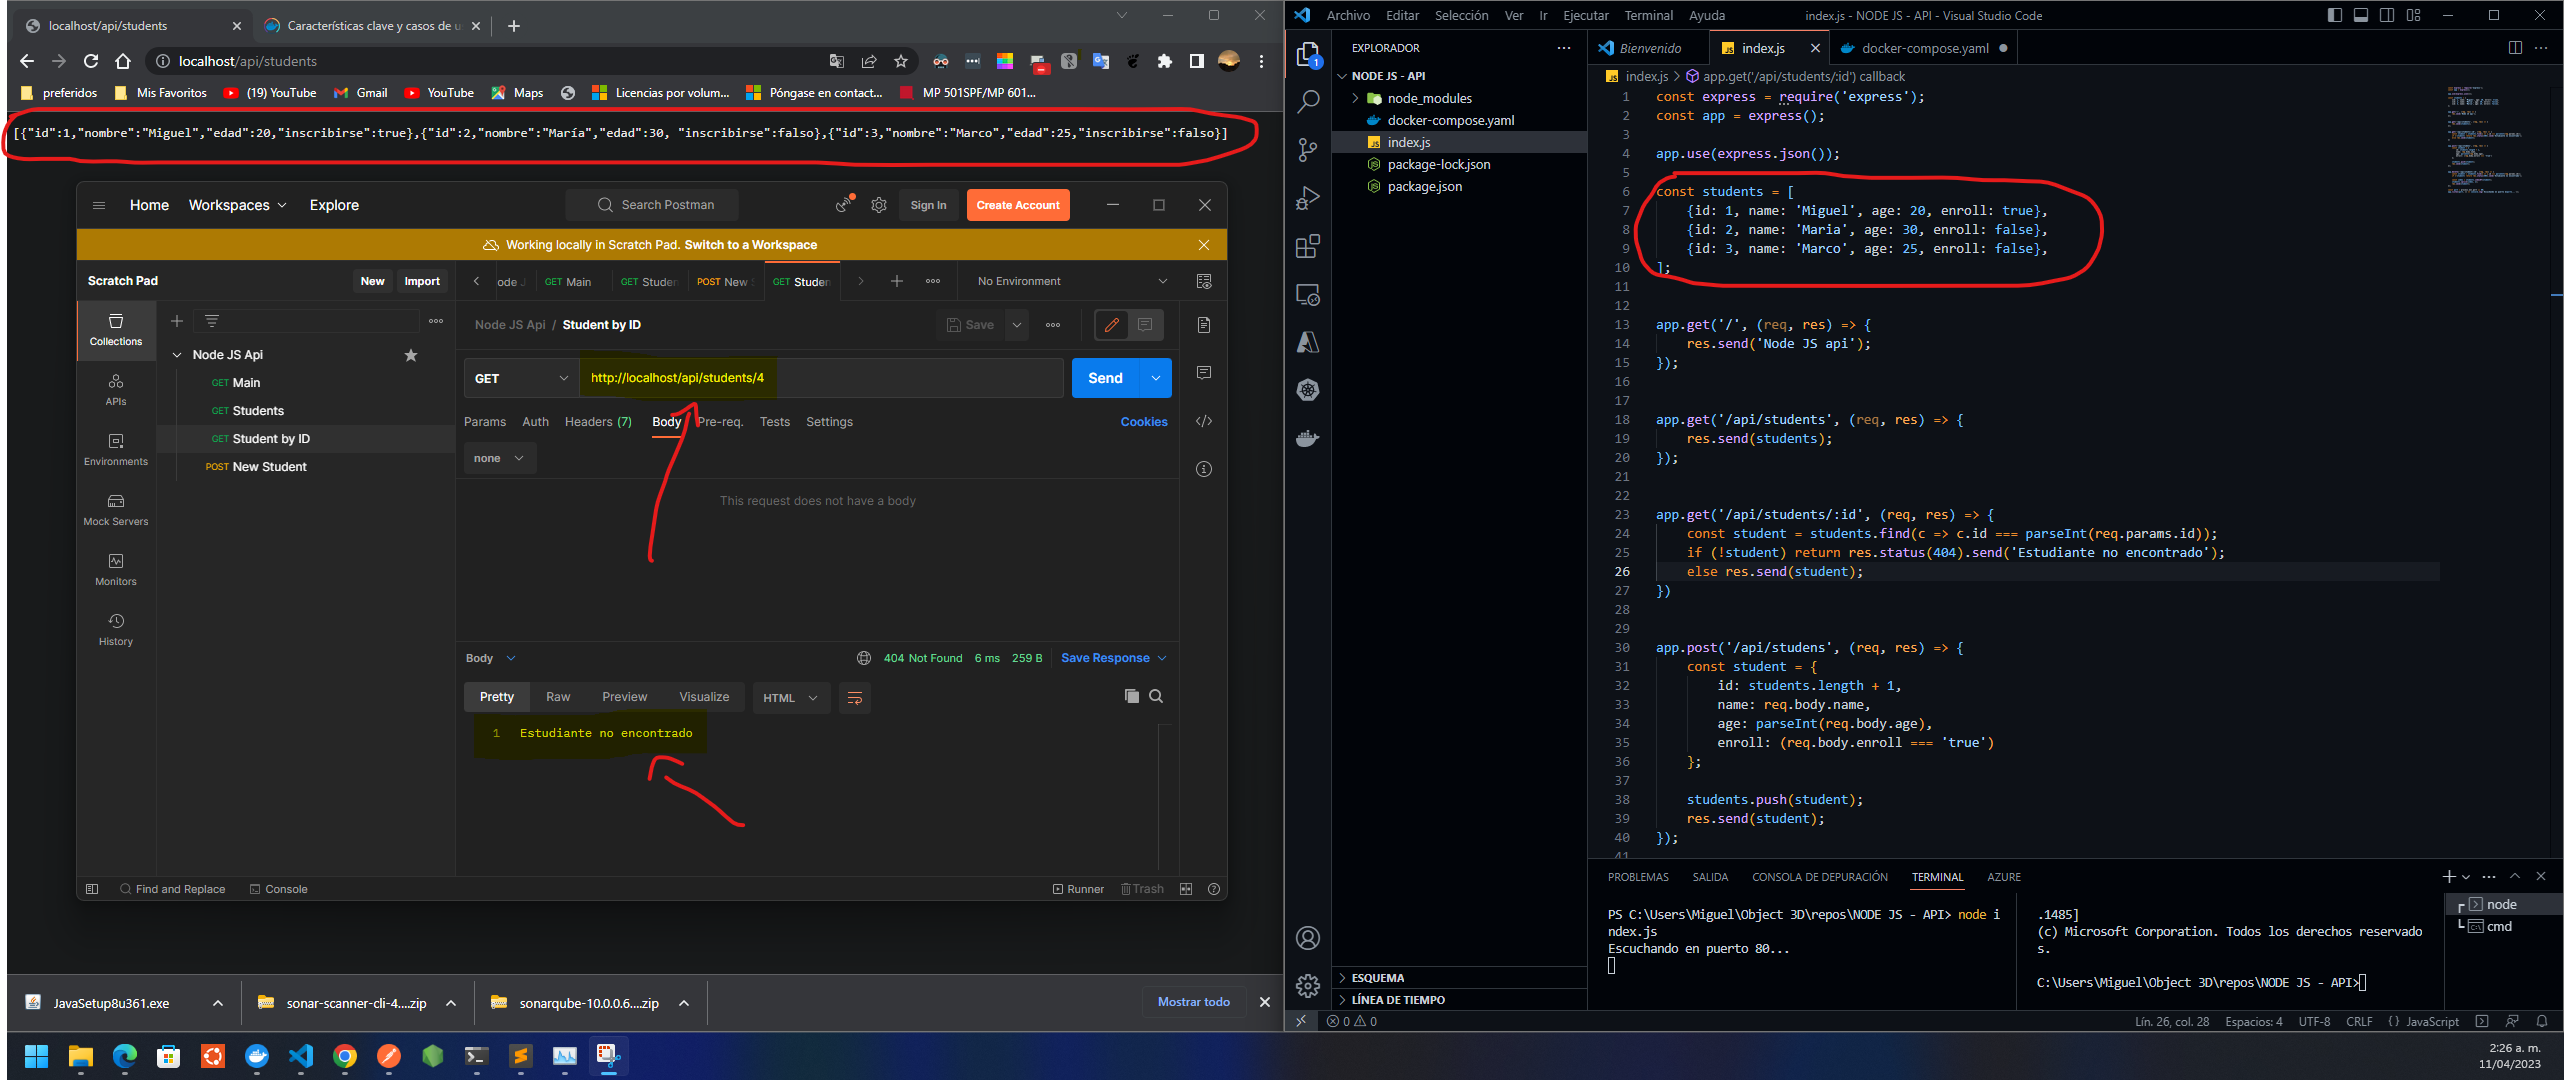 localhost/api/students
Características clave y casos de u
localhost/api/students
preferidos
Mis Favoritos
(19) YouTube
Gmail
YouTube
Maps
Licencias por volum...
Póngase en contact...
MP 501SPF/MP 601...
[{"id":1,"nombre":"Miguel","edad":20,"inscribirse":true},{"id":2,"nombre":"María","edad":30, "inscribirse":falso},{"id":3,"nombre":"Marco","edad":25,"inscribirse":falso}]
Home
Workspaces
Explore
Search Postman
Sign In
Create Account
Working locally in Scratch Pad. Switch to a Workspace
Scratch Pad
New
Import
ode J
GET Main
GET Studen
POST New S
GET Studen
No Environment
Collections
APIs
Environments
Mock Servers
Monitors
History
Node JS Api
GET Main
GET Students
GET Student by ID
POST New Student
Node JS Api / Student by ID
Save
GET
http://localhost/api/students/4
Send
Params
Auth
Headers (7)
Body
Pre-req.
Tests
Settings
Cookies
none
This request does not have a body
Body
404 Not Found
6 ms
259 B
Save Response
Pretty
Raw
Preview
Visualize
HTML
1 Estudiante no encontrado
Find and Replace
Console
Runner
Trash
JavaSetup8u361.exe
sonar-scanner-cli-4....zip
sonarqube-10.0.0.6....zip
Mostrar todo
Archivo
Editar
Selección
Ver
Ir
Ejecutar
Terminal
Ayuda
index.js - NODE JS - API - Visual Studio Code
EXPLORADOR
1
NODE JS - API
node_modules
docker-compose.yaml
index.js
package-lock.json
package.json
ESQUEMA
LÍNEA DE TIEMPO
Bienvenido
index.js
docker-compose.yaml
index.js > app.get('/api/students/:id') callback
1 const express = require('express');
2 const app = express();
3
4 app.use(express.json());
5
6 const students = [
7 {id: 1, name: 'Miguel', age: 20, enroll: true},
8 {id: 2, name: 'Maria', age: 30, enroll: false},
9 {id: 3, name: 'Marco', age: 25, enroll: false},
10 ];
11
12
13 app.get('/', (req, res) => {
14 res.send('Node JS api');
15 });
16
17
18 app.get('/api/students', (req, res) => {
19 res.send(students);
20 });
21
22
23 app.get('/api/students/:id', (req, res) => {
24 const student = students.find(c => c.id === parseInt(req.params.id));
25 if (!student) return res.status(404).send('Estudiante no encontrado');
26 else res.send(student);
27 })
28
29
30 app.post('/api/studens', (req, res) => {
31 const student = {
32 id: students.length + 1,
33 name: req.body.name,
34 age: parseInt(req.body.age),
35 enroll: (req.body.enroll === 'true')
36 };
37
38 students.push(student);
39 res.send(student);
40 });
41
PROBLEMAS
SALIDA
CONSOLA DE DEPURACIÓN
TERMINAL
AZURE
PS C:\Users\Miguel\Object 3D\repos\NODE JS - API> node i
ndex.js
Escuchando en puerto 80...
.1485]
(c) Microsoft Corporation. Todos los derechos reservado
s.
C:\Users\Miguel\Object 3D\repos\NODE JS - API>
node
cmd
0
0
Lín. 26, col. 28
Espacios: 4
UTF-8
CRLF
{ } JavaScript
2:26 a. m.
11/04/2023